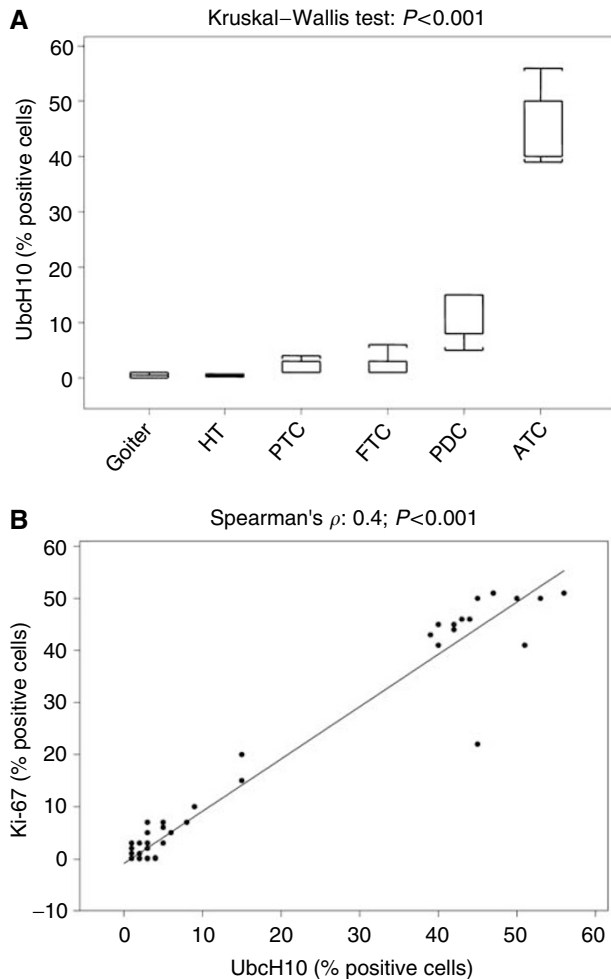 A
Kruskal–Wallis test: P<0.001
UbcH10 (% positive cells)
60
50
40
30
20
10
0
Goiter
HT
PTC
FTC
PDC
ATC
B
Spearman's ρ: 0.4; P<0.001
Ki-67 (% positive cells)
60
50
40
30
20
10
0
–10
0 10 20 30 40 50 60
UbcH10 (% positive cells)